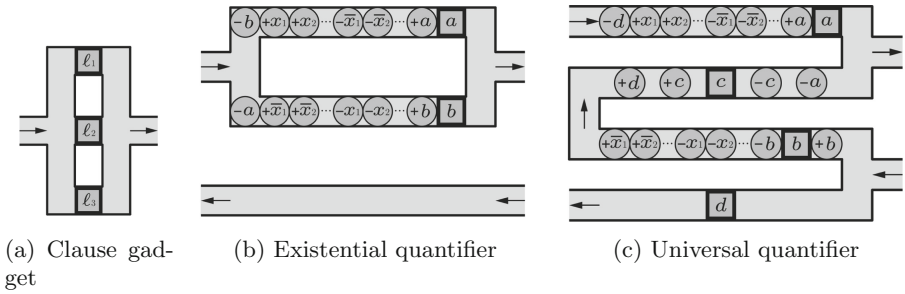 ℓ₁
ℓ₂
ℓ₃
(a) Clause gad-
get
−b +x₁ +x₂ ··· −x̅₁ −x̅₂ ··· +a a
−a +x̅₁ +x̅₂ ··· −x₁ −x₂ ··· +b b
(b) Existential quantifier
−d +x₁ +x₂ ··· −x̅₁ −x̅₂ ··· +a a
+d +c c −c −a
+x̅₁ +x̅₂ ··· −x₁ −x₂ ··· −b b +b
d
(c) Universal quantifier